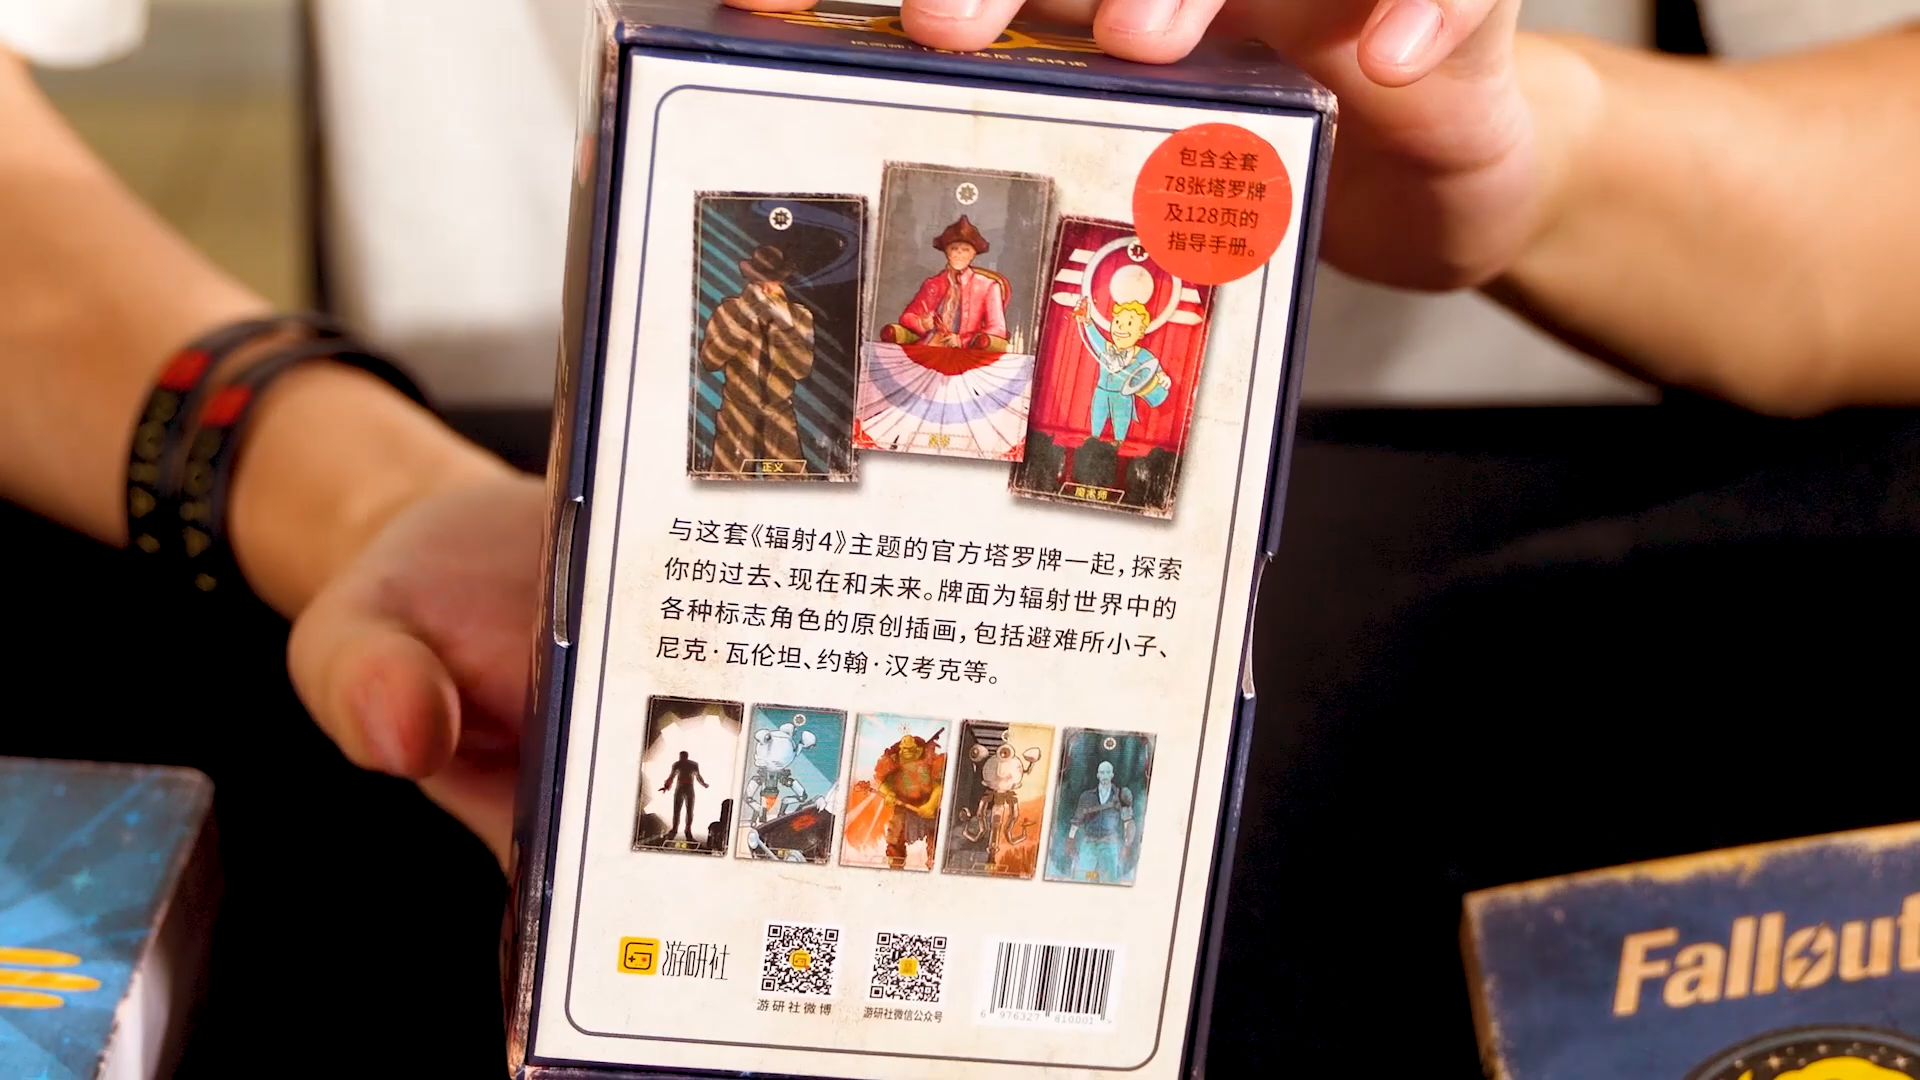 包含全套
78张塔罗牌
及128页的
指导手册。
正义
魔术师
与这套《辐射4》主题的官方塔罗牌一起，探索
你的过去、现在和未来。牌面为辐射世界中的
各种标志角色的原创插画，包括避难所小子、
尼克·瓦伦坦、约翰·汉考克等。
游研社
游研社微博
游研社微信公众号
6 976327 810001
Fallout